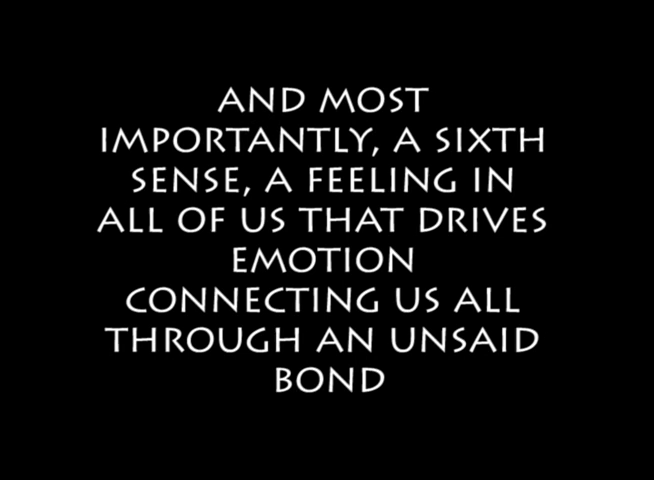 AND MOST
IMPORTANTLY, A SIXTH
SENSE, A FEELING IN
ALL OF US THAT DRIVES
EMOTION
CONNECTING US ALL
THROUGH AN UNSAID
BOND